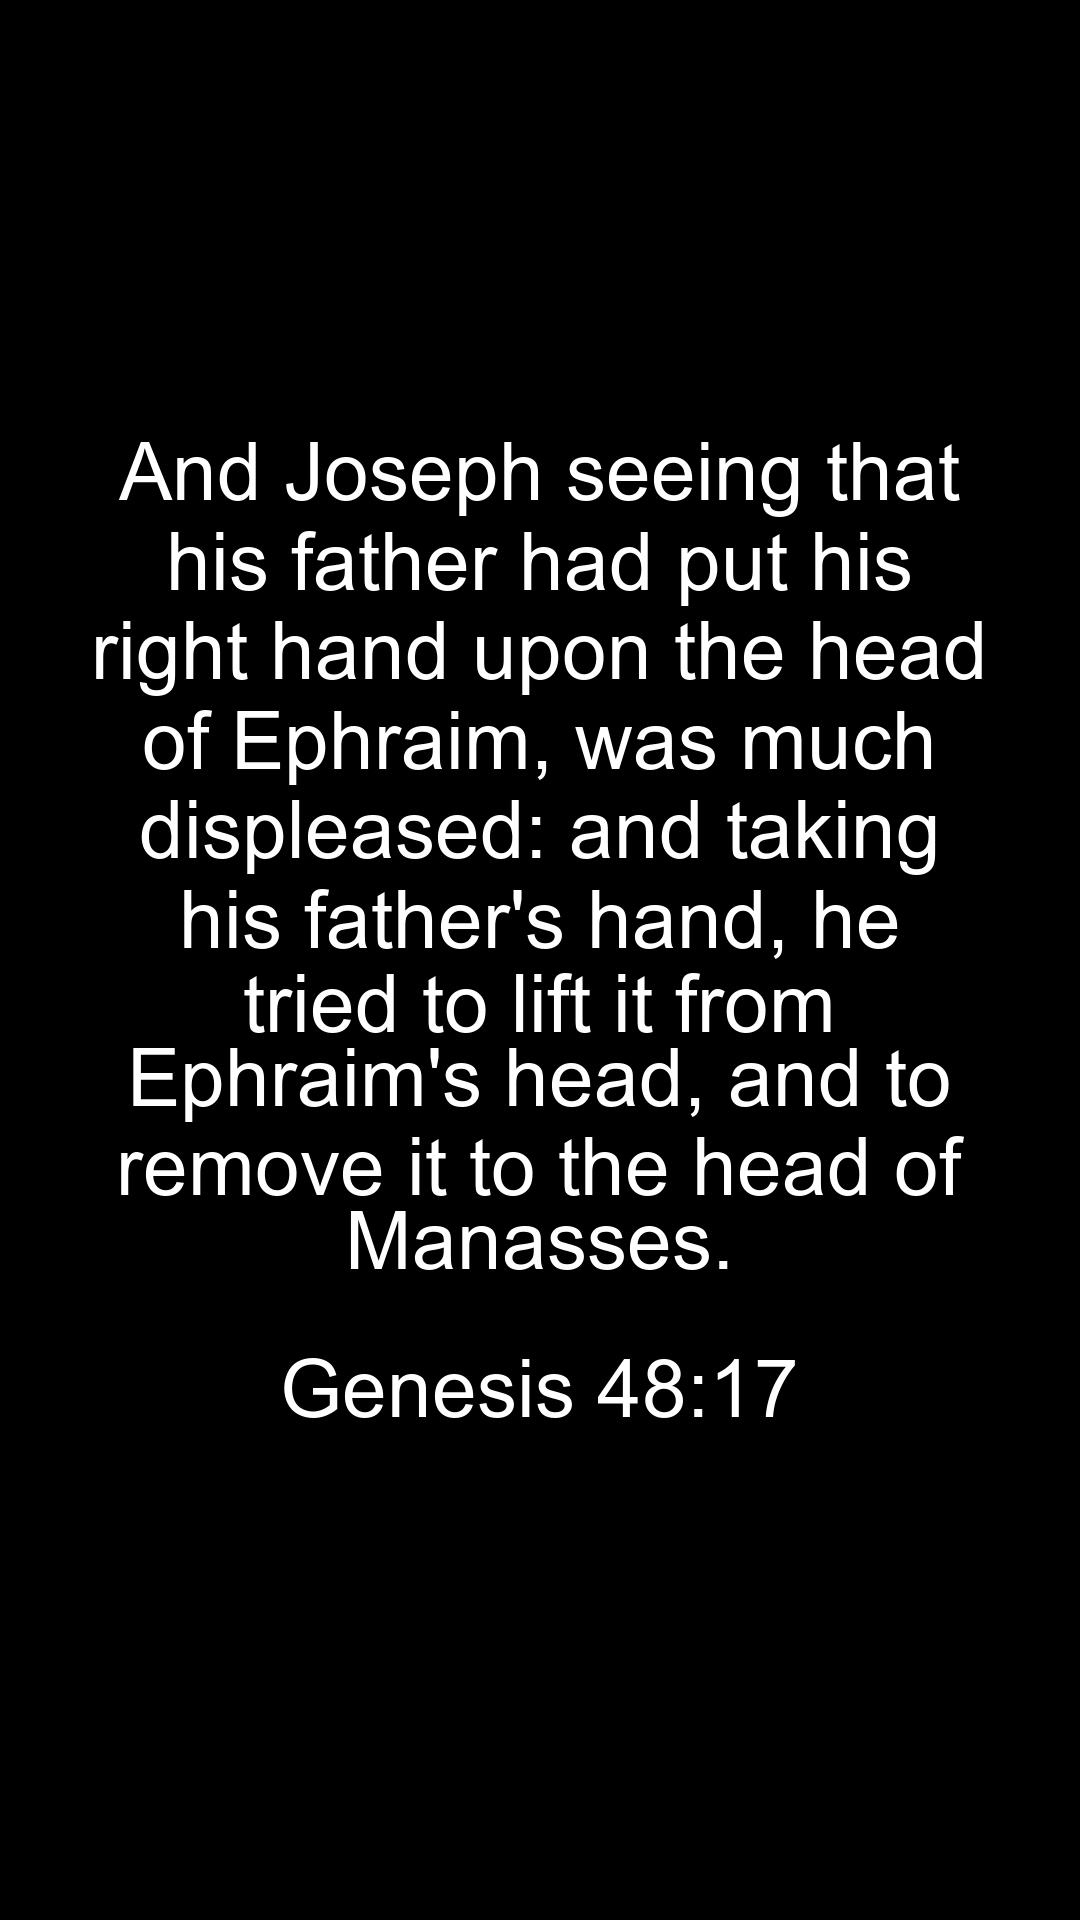 And Joseph seeing that
his father had put his
right hand upon the head
of Ephraim, was much
displeased: and taking
his father's hand, he
tried to lift it from
Ephraim's head, and to
remove it to the head of
Manasses.
Genesis 48:17